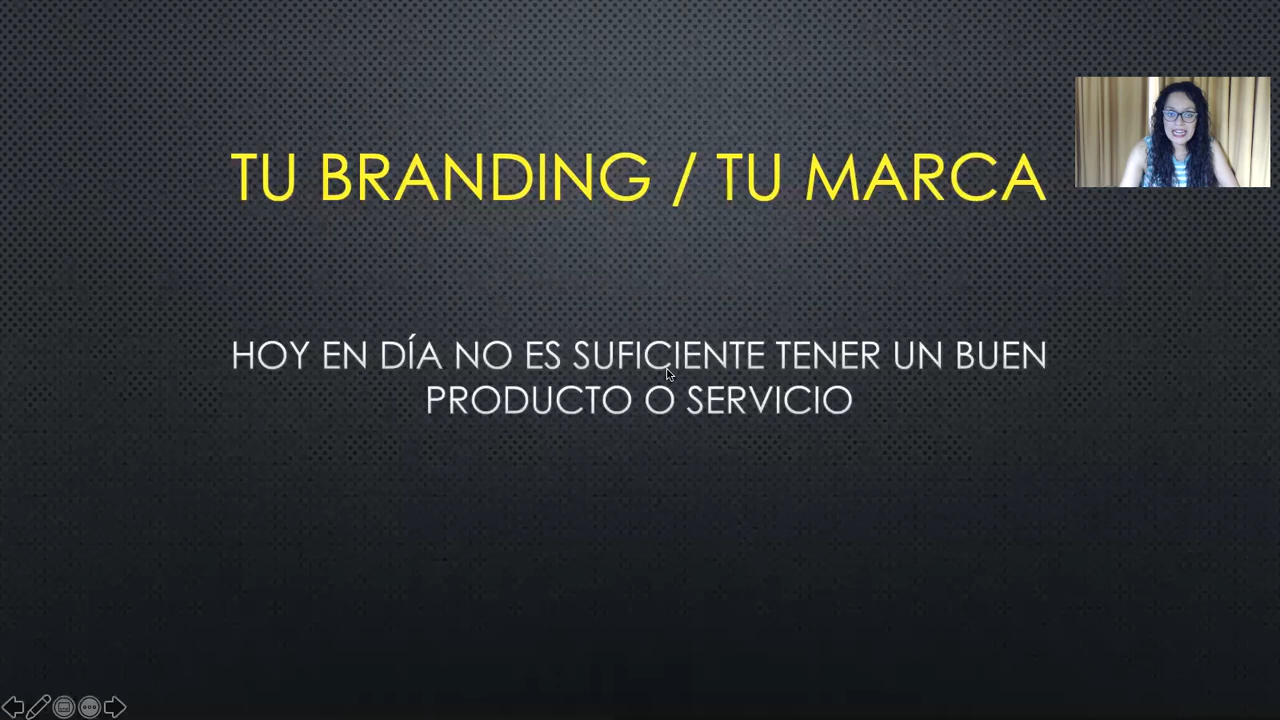 TU BRANDING / TU MARCA
HOY EN DÍA NO ES SUFICIENTE TENER UN BUEN
PRODUCTO O SERVICIO